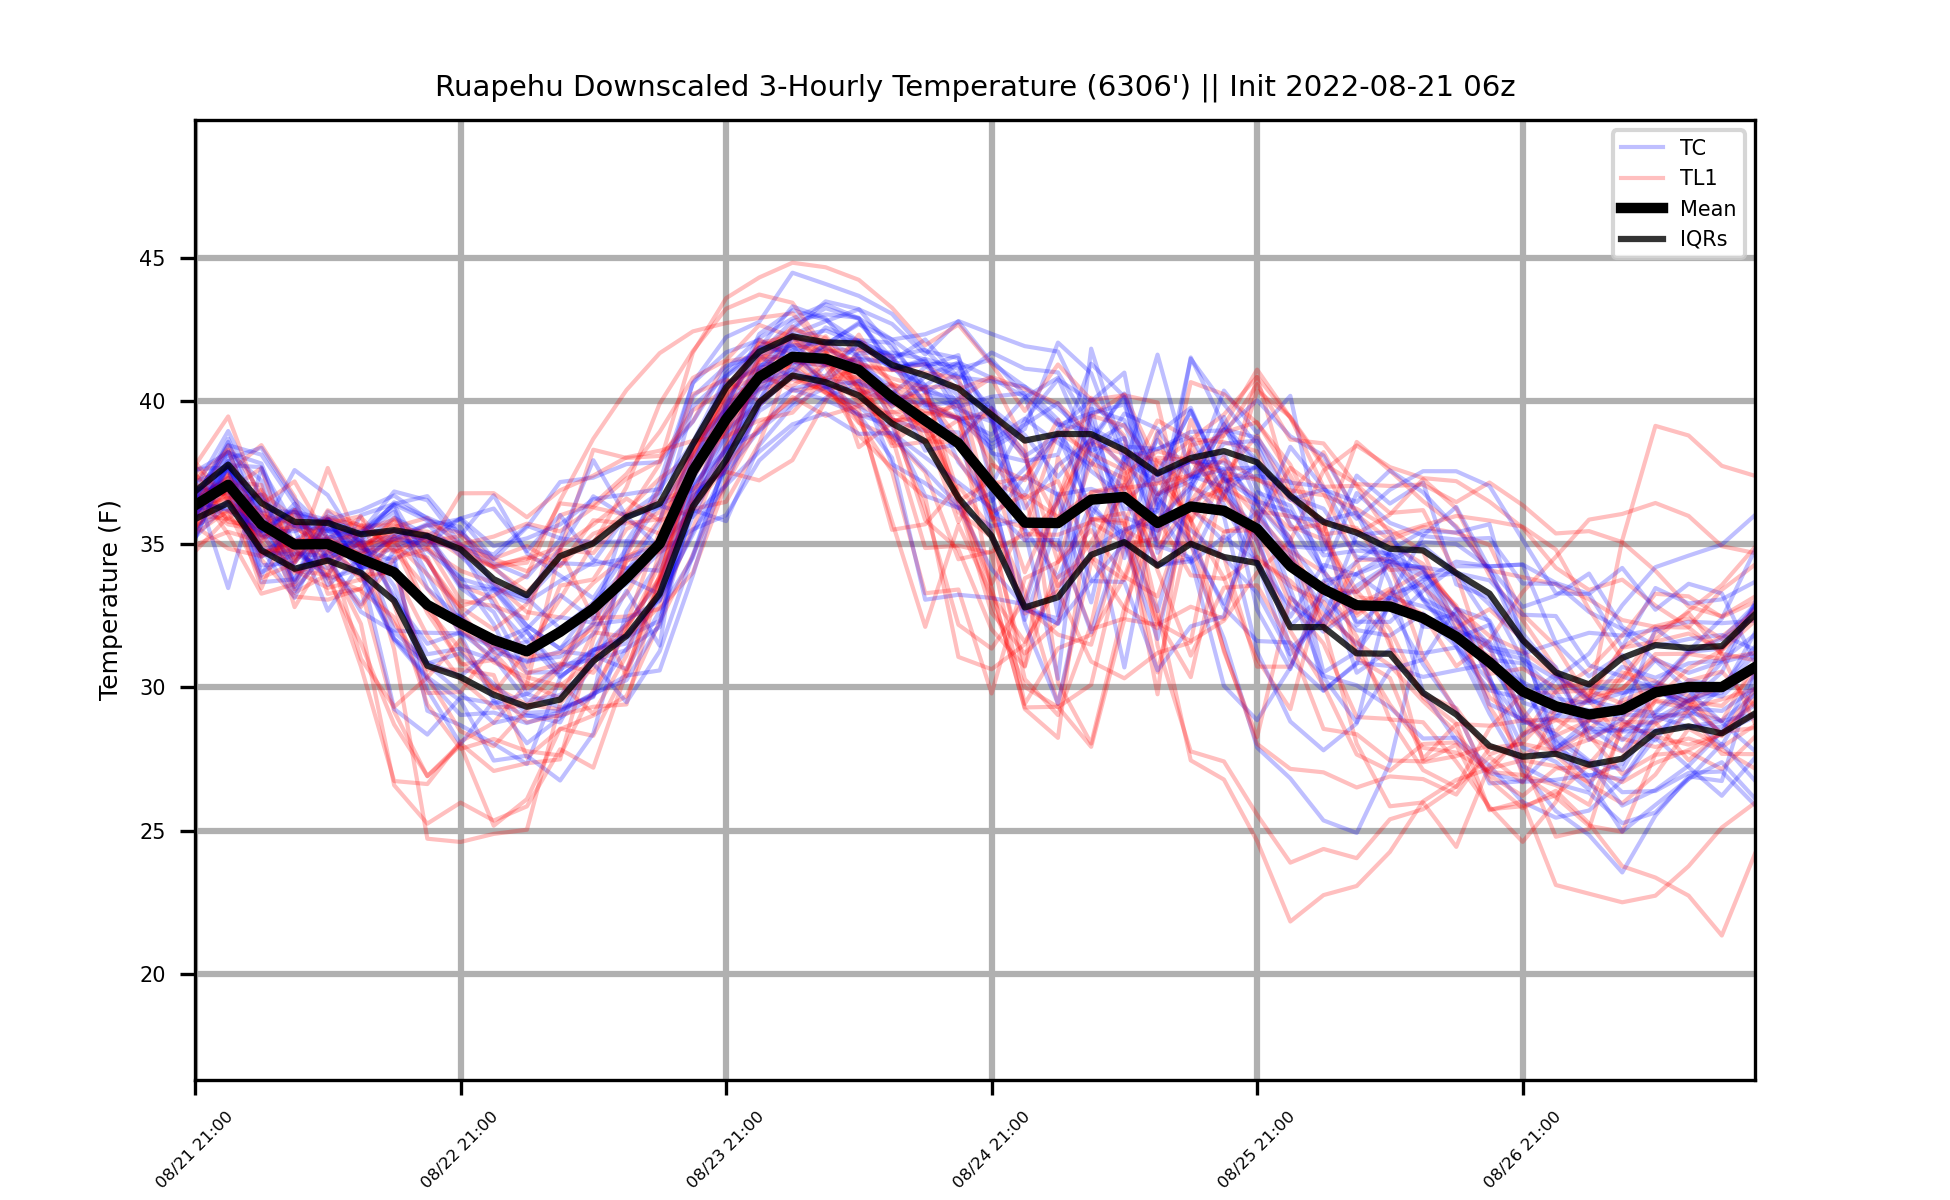 Ruapehu Downscaled 3-Hourly Temperature (6306') || Init 2022-08-21 06z
TC
TL1
Mean
IQRs
Temperature (F)
45
40
35
30
25
20
08/21 21:00
08/22 21:00
08/23 21:00
08/24 21:00
08/25 21:00
08/26 21:00